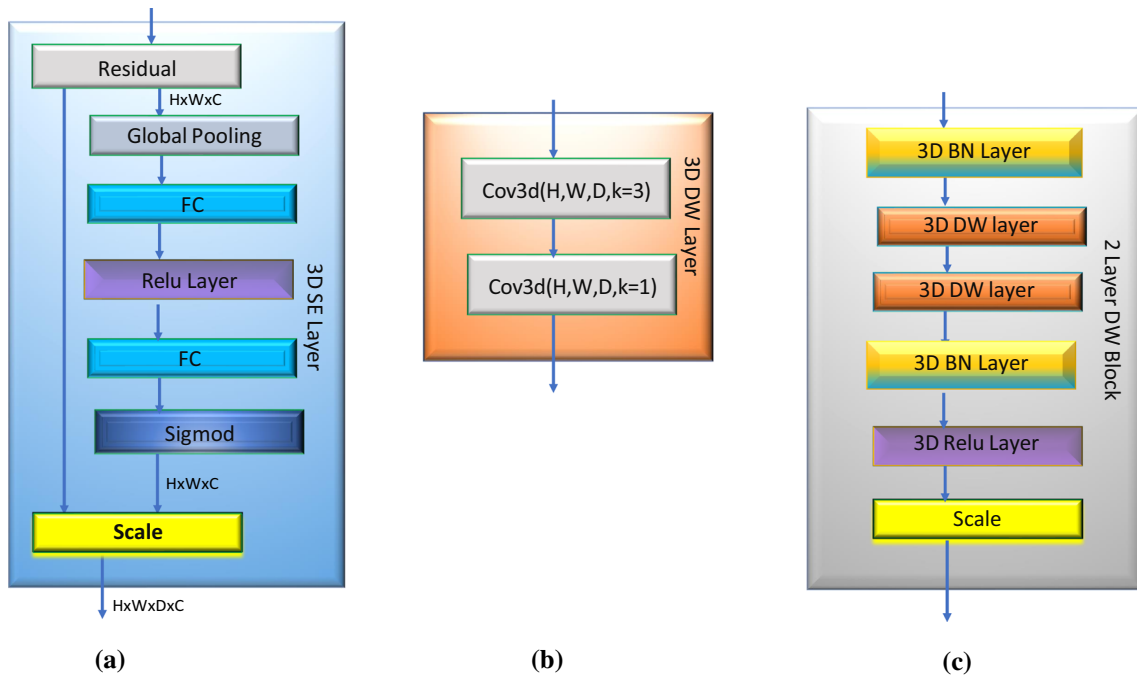 Residual
HxWxC
Global Pooling
FC
Relu Layer
FC
Sigmod
HxWxC
Scale
HxWxDxC
3D SE Layer
(a)
Cov3d(H,W,D,k=3)
Cov3d(H,W,D,k=1)
3D DW Layer
(b)
3D BN Layer
3D DW layer
3D DW layer
3D BN Layer
3D Relu Layer
Scale
2 Layer DW Block
(c)